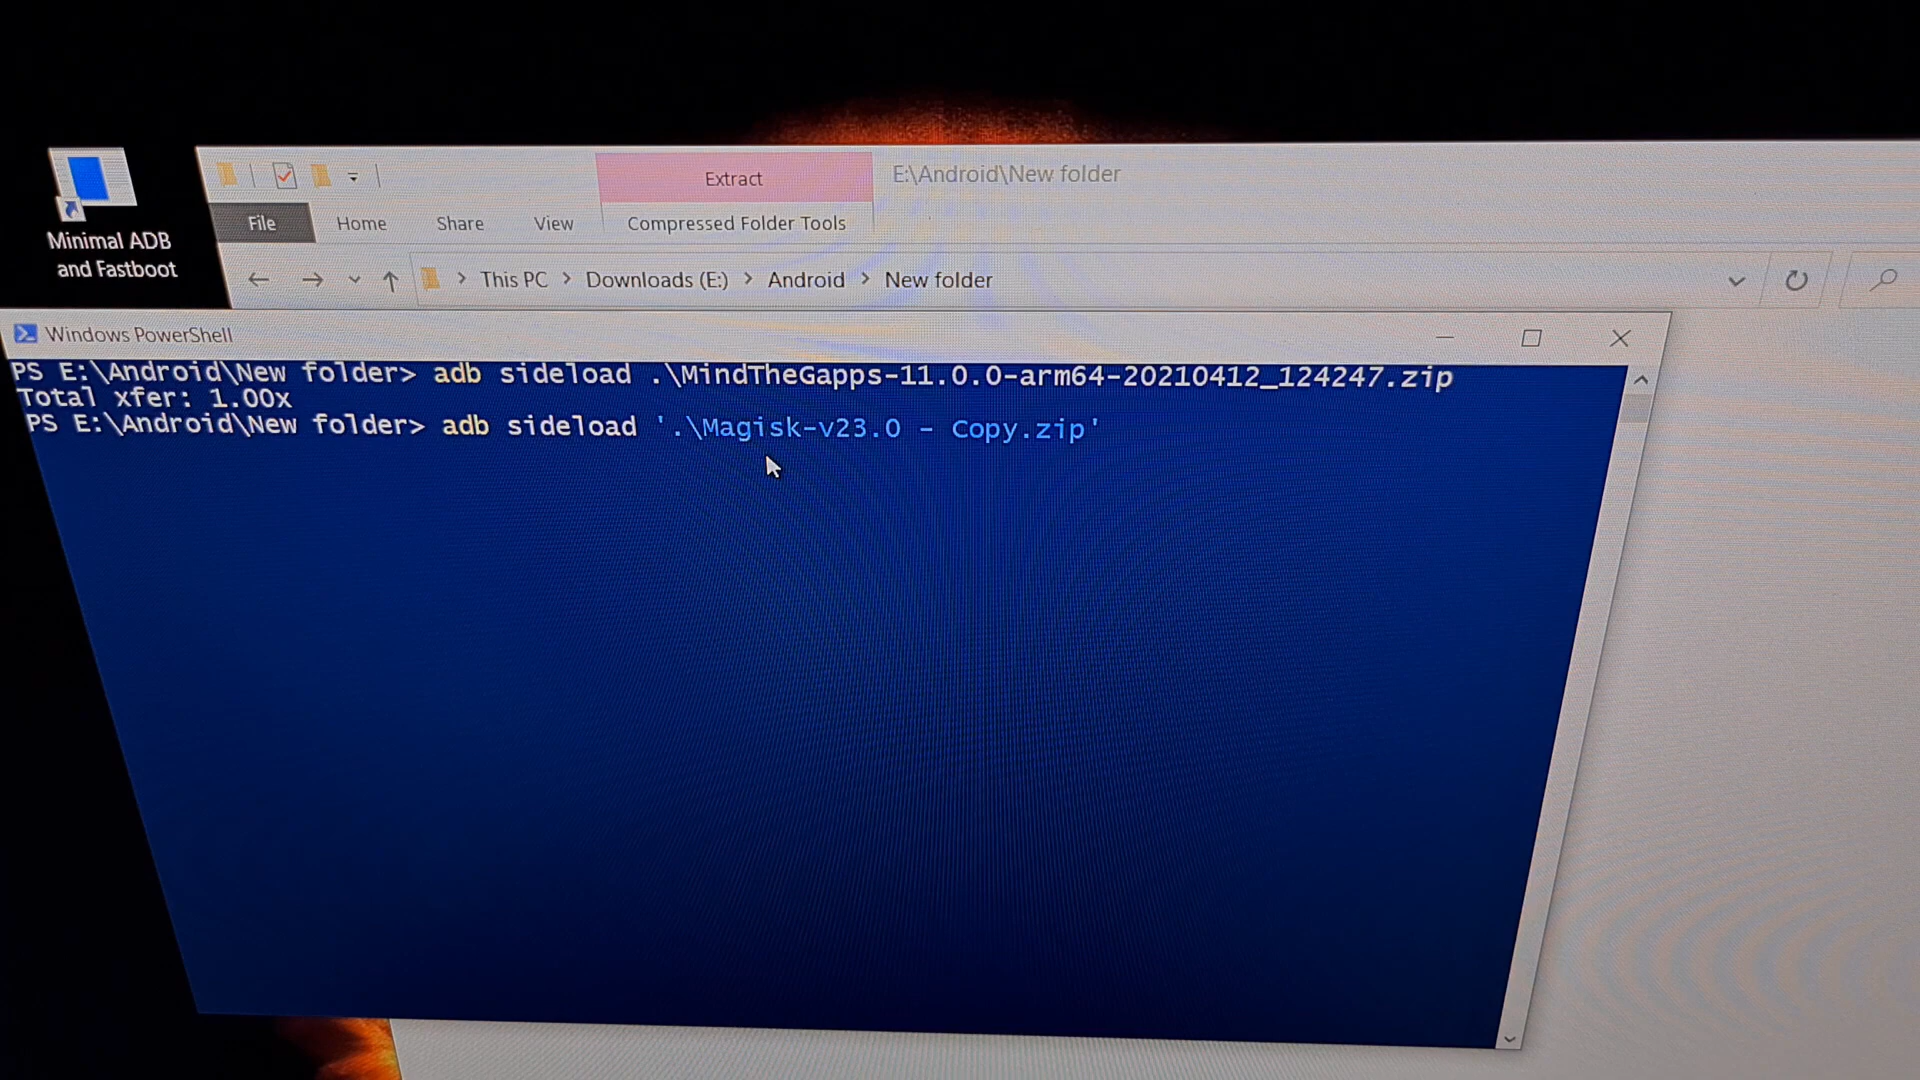 Minimal ADB
and Fastboot
Extract
E:\Android\New folder
File
Home
Share
View
Compressed Folder Tools
This PC > Downloads (E:) > Android > New folder
Windows PowerShell
PS E:\Android\New folder> adb sideload .\MindTheGapps-11.0.0-arm64-20210412_124247.zip
Total xfer: 1.00x
PS E:\Android\New folder> adb sideload '.\Magisk-v23.0 - Copy.zip'